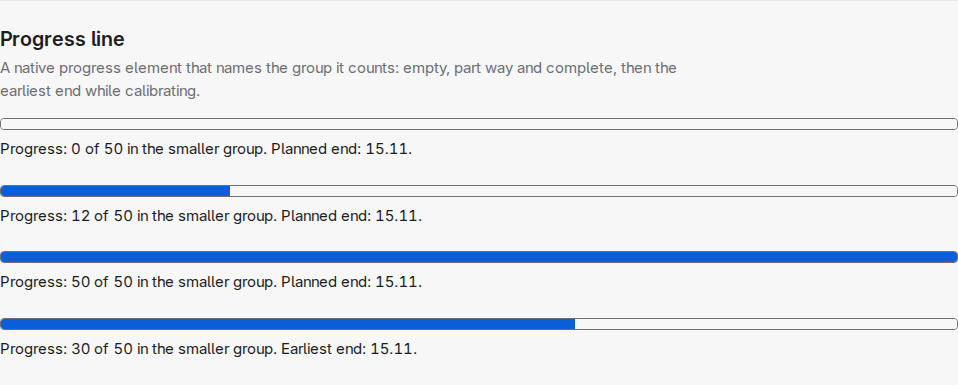 Progress line
A native progress element that names the group it counts: empty, part way and complete, then the
earliest end while calibrating.
Progress: 0 of 50 in the smaller group. Planned end: 15.11.
Progress: 12 of 50 in the smaller group. Planned end: 15.11.
Progress: 50 of 50 in the smaller group. Planned end: 15.11.
Progress: 30 of 50 in the smaller group. Earliest end: 15.11.